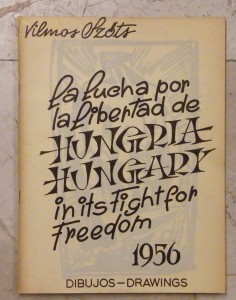 Vilmos Szöts
La Lucha por
la Libertad de
HUNGRIA
HUNGARY
in its Fight for
Freedom
1956
DIBUJOS—DRAWINGS